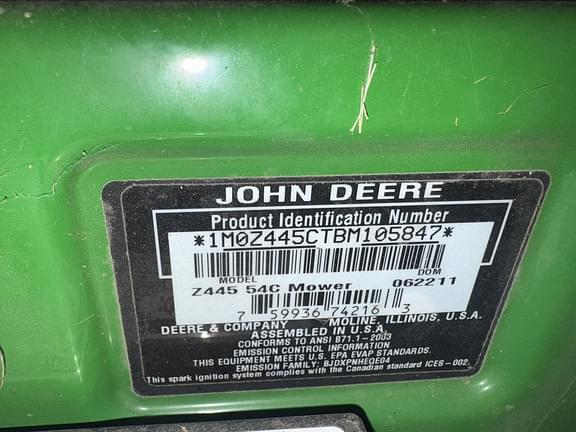 JOHN DEERE
Product Identification Number
*1M0Z445CTBM105847*
MODEL DOM
Z445 54C Mower 062211
7 59936 74216 3
DEERE & COMPANY MOLINE, ILLINOIS, U.S.A.
ASSEMBLED IN U.S.A.
CONFORMS TO ANSI B71.1-2003
EMISSION CONTROL INFORMATION
THIS EQUIPMENT MEETS U.S. EPA EVAP STANDARDS.
EMISSION FAMILY: BJDXPNHEOE04
This spark ignition system complies with the Canadian standard ICES-002.